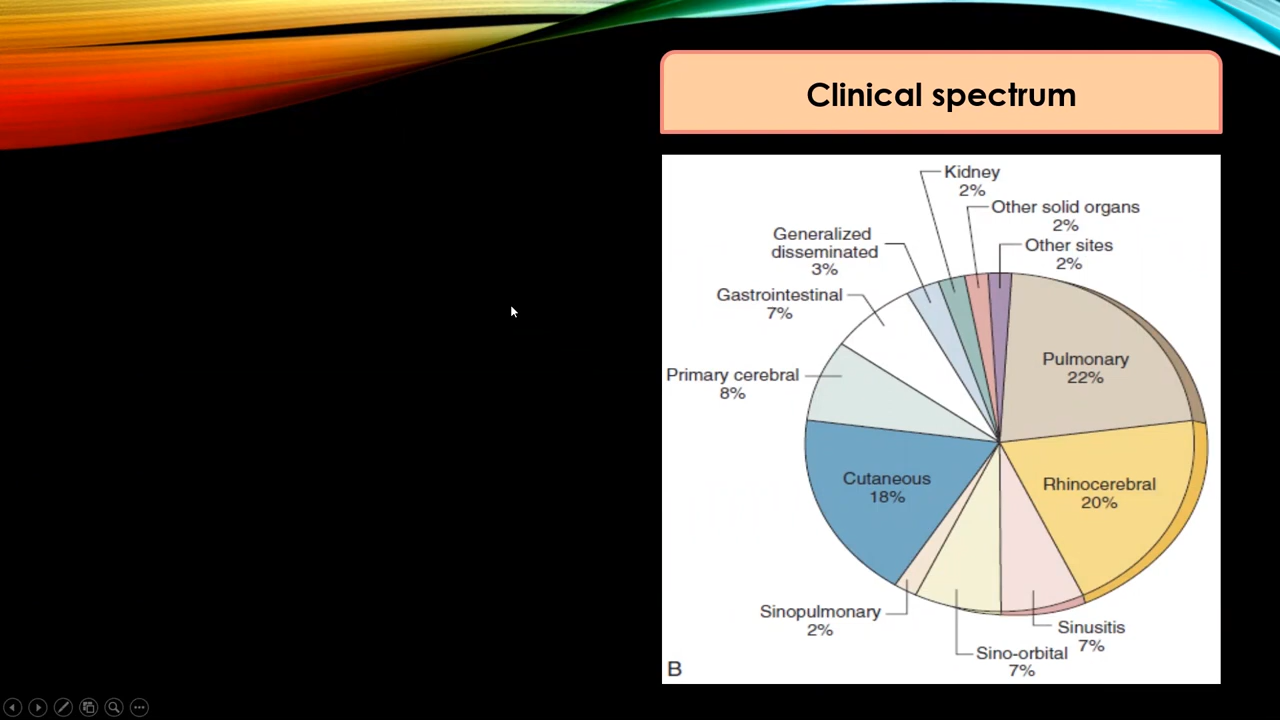 Clinical spectrum
Kidney
2%
Other solid organs
2%
Other sites
2%
Generalized
disseminated
3%
Gastrointestinal
7%
Primary cerebral
8%
Pulmonary
22%
Cutaneous
18%
Rhinocerebral
20%
Sinopulmonary
2%
Sinusitis
7%
Sino-orbital
7%
B